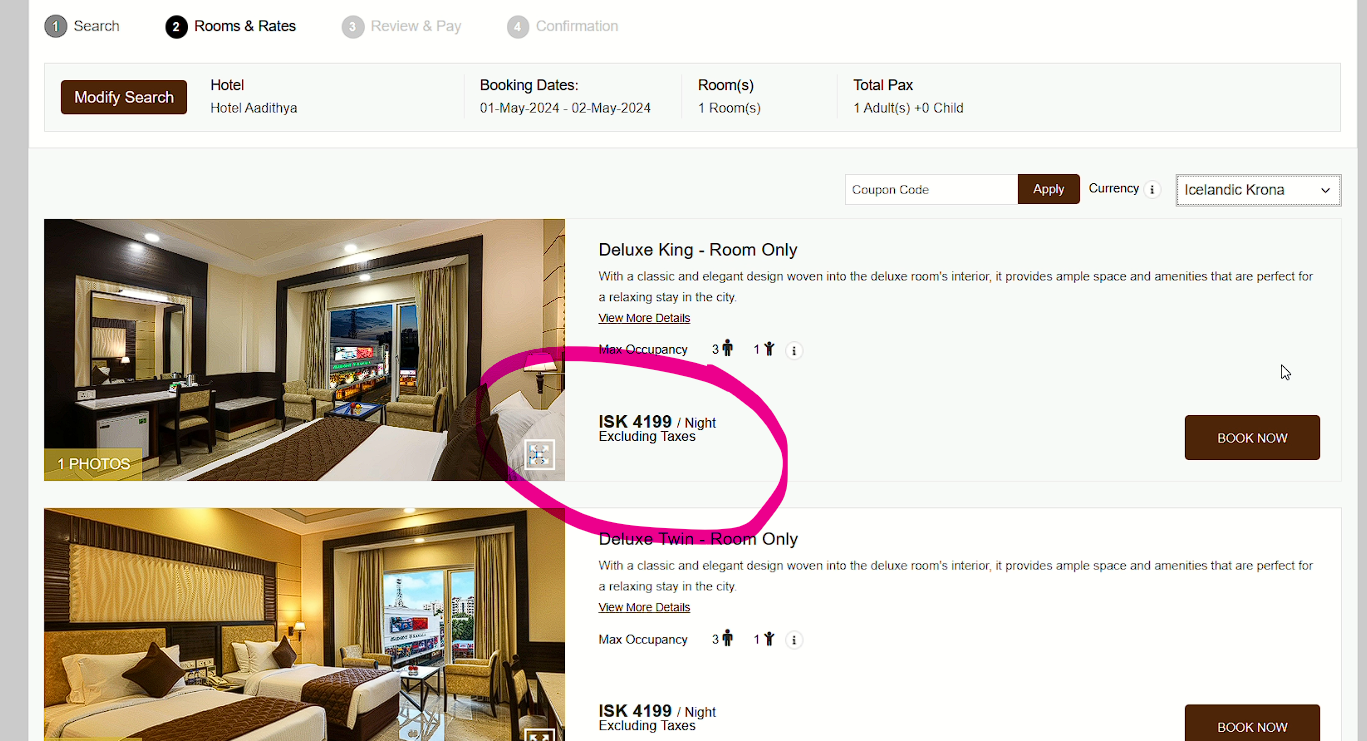 1 Search 2 Rooms & Rates 3 Review & Pay 4 Confirmation
Modify Search
Hotel
Hotel Aadithya
Booking Dates:
01-May-2024 - 02-May-2024
Room(s)
1 Room(s)
Total Pax
1 Adult(s) +0 Child
Coupon Code Apply Currency i Icelandic Krona
Deluxe King - Room Only
With a classic and elegant design woven into the deluxe room's interior, it provides ample space and amenities that are perfect for
a relaxing stay in the city.
View More Details
Max Occupancy 3 1 i
1 PHOTOS
ISK 4199 / Night
Excluding Taxes
BOOK NOW
Deluxe Twin - Room Only
With a classic and elegant design woven into the deluxe room's interior, it provides ample space and amenities that are perfect for
a relaxing stay in the city.
View More Details
Max Occupancy 3 1 i
ISK 4199 / Night
Excluding Taxes
BOOK NOW